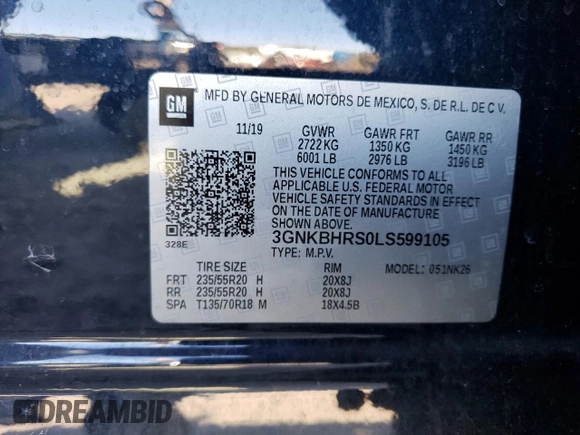 GM MFD BY GENERAL MOTORS DE MEXICO, S. DE R.L. DE C V.
11/19 GVWR GAWR FRT GAWR RR
2722 KG 1350 KG 1450 KG
6001 LB 2976 LB 3196 LB
THIS VEHICLE CONFORMS TO ALL
APPLICABLE U.S. FEDERAL MOTOR
VEHICLE SAFETY STANDARDS IN EFFECT
ON THE DATE OF MANUFACTURE
SHOWN ABOVE.
328E 3GNKBHRS0LS599105
TYPE: M.P.V.
TIRE SIZE RIM MODEL: 051NK26
FRT 235/55R20 H 20X8J
RR 235/55R20 H 20X8J
SPA T135/70R18 M 18X4.5B
DREAMBID